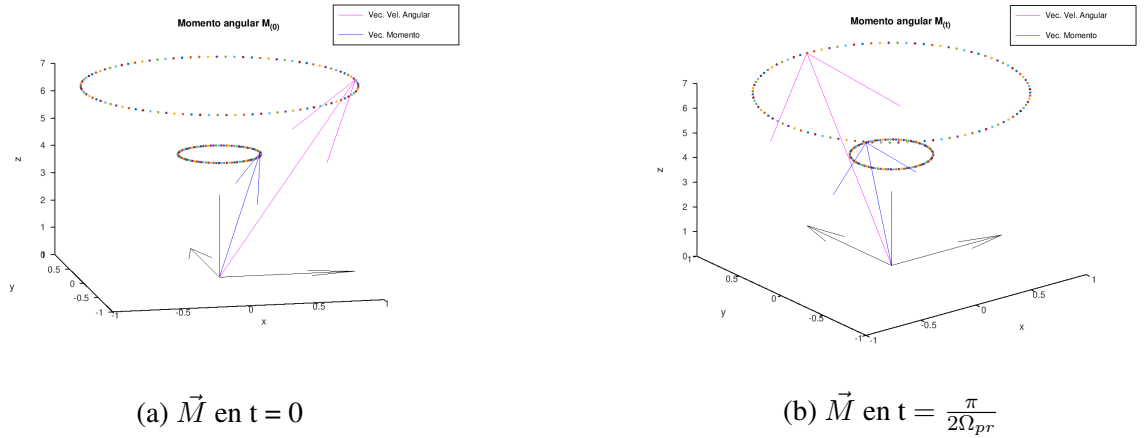 Momento angular M(0)
Vec. Vel. Angular
Vec. Momento
7
6
5
4
3
2
1
0
1
0.5
0
-0.5
-1
-1
-0.5
0
0.5
1
z
y
x
(a) M⃗ en t = 0
Momento angular M(t)
Vec. Vel. Angular
Vec. Momento
7
6
5
4
3
2
1
0
1
0.5
0
-0.5
-1
-1
-0.5
0
0.5
1
z
y
x
(b) M⃗ en t = π/2Ωpr